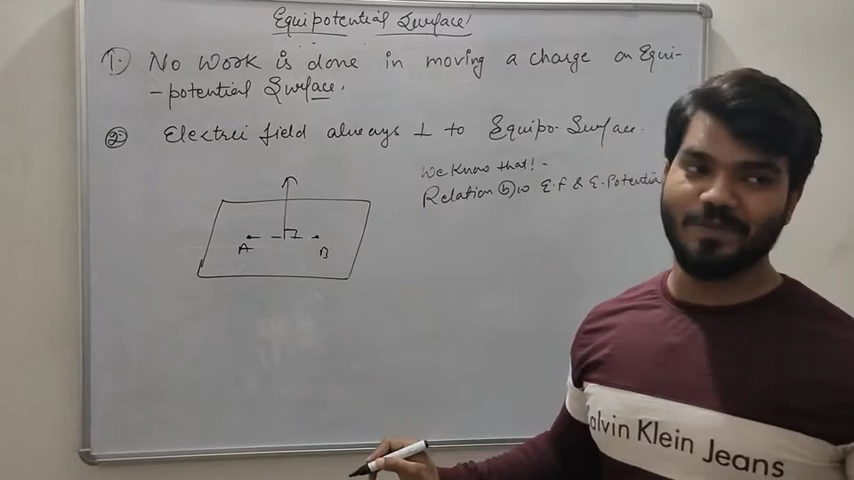 Equipotential Surface!
1. No Work is done in moving a charge on Equi-
-potential Surface.
2. Electric field always ⊥ to Equipo. Surface.
We Know that! -
Relation b/w E.F & E.Potential
A
B
Calvin Klein Jeans